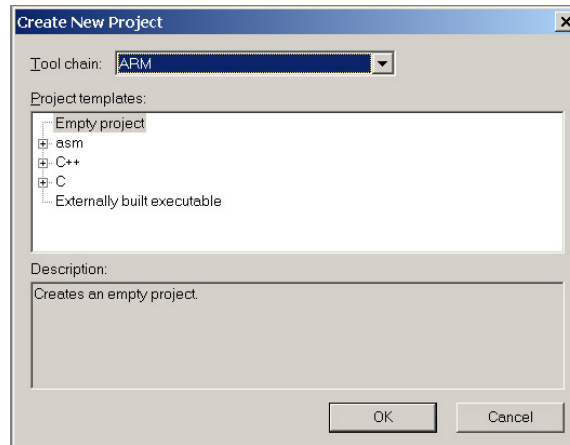 Create New Project
Tool chain: ARM
Project templates:
Empty project
asm
C++
C
Externally built executable
Description:
Creates an empty project.
OK Cancel